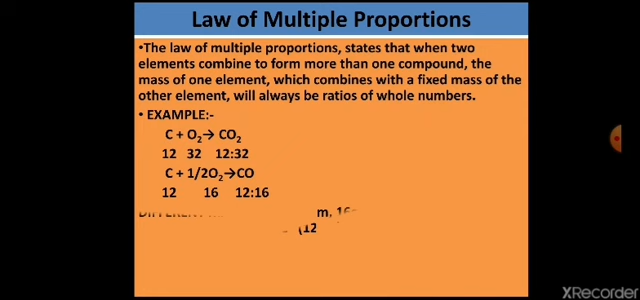 Law of Multiple Proportions
•The law of multiple proportions, states that when two
elements combine to form more than one compound, the
mass of one element, which combines with a fixed mass of the
other element, will always be ratios of whole numbers.
• EXAMPLE:-
C + O₂→ CO₂
12 32 12:32
C + 1/2O₂→CO
12 16 12:16
m, 16
(12
XRecorder